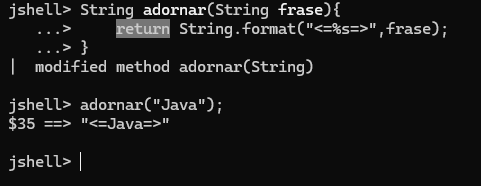 jshell> String adornar(String frase){
   ...>      return String.format("<=%s=>",frase);
   ...> }
|  modified method adornar(String)
jshell> adornar("Java");
$35 ==> "<=Java=>"
jshell>